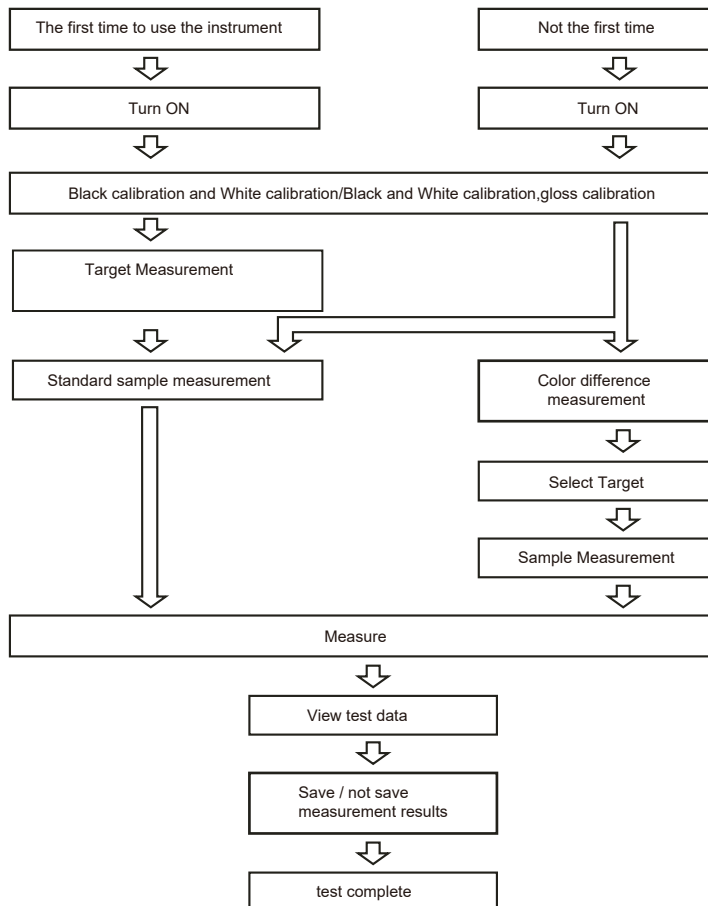 The first time to use the instrument
Not the first time
Turn ON
Turn ON
Black calibration and White calibration/Black and White calibration,gloss calibration
Target Measurement
Standard sample measurement
Color difference
measurement
Select Target
Sample Measurement
Measure
View test data
Save / not save
measurement results
test complete